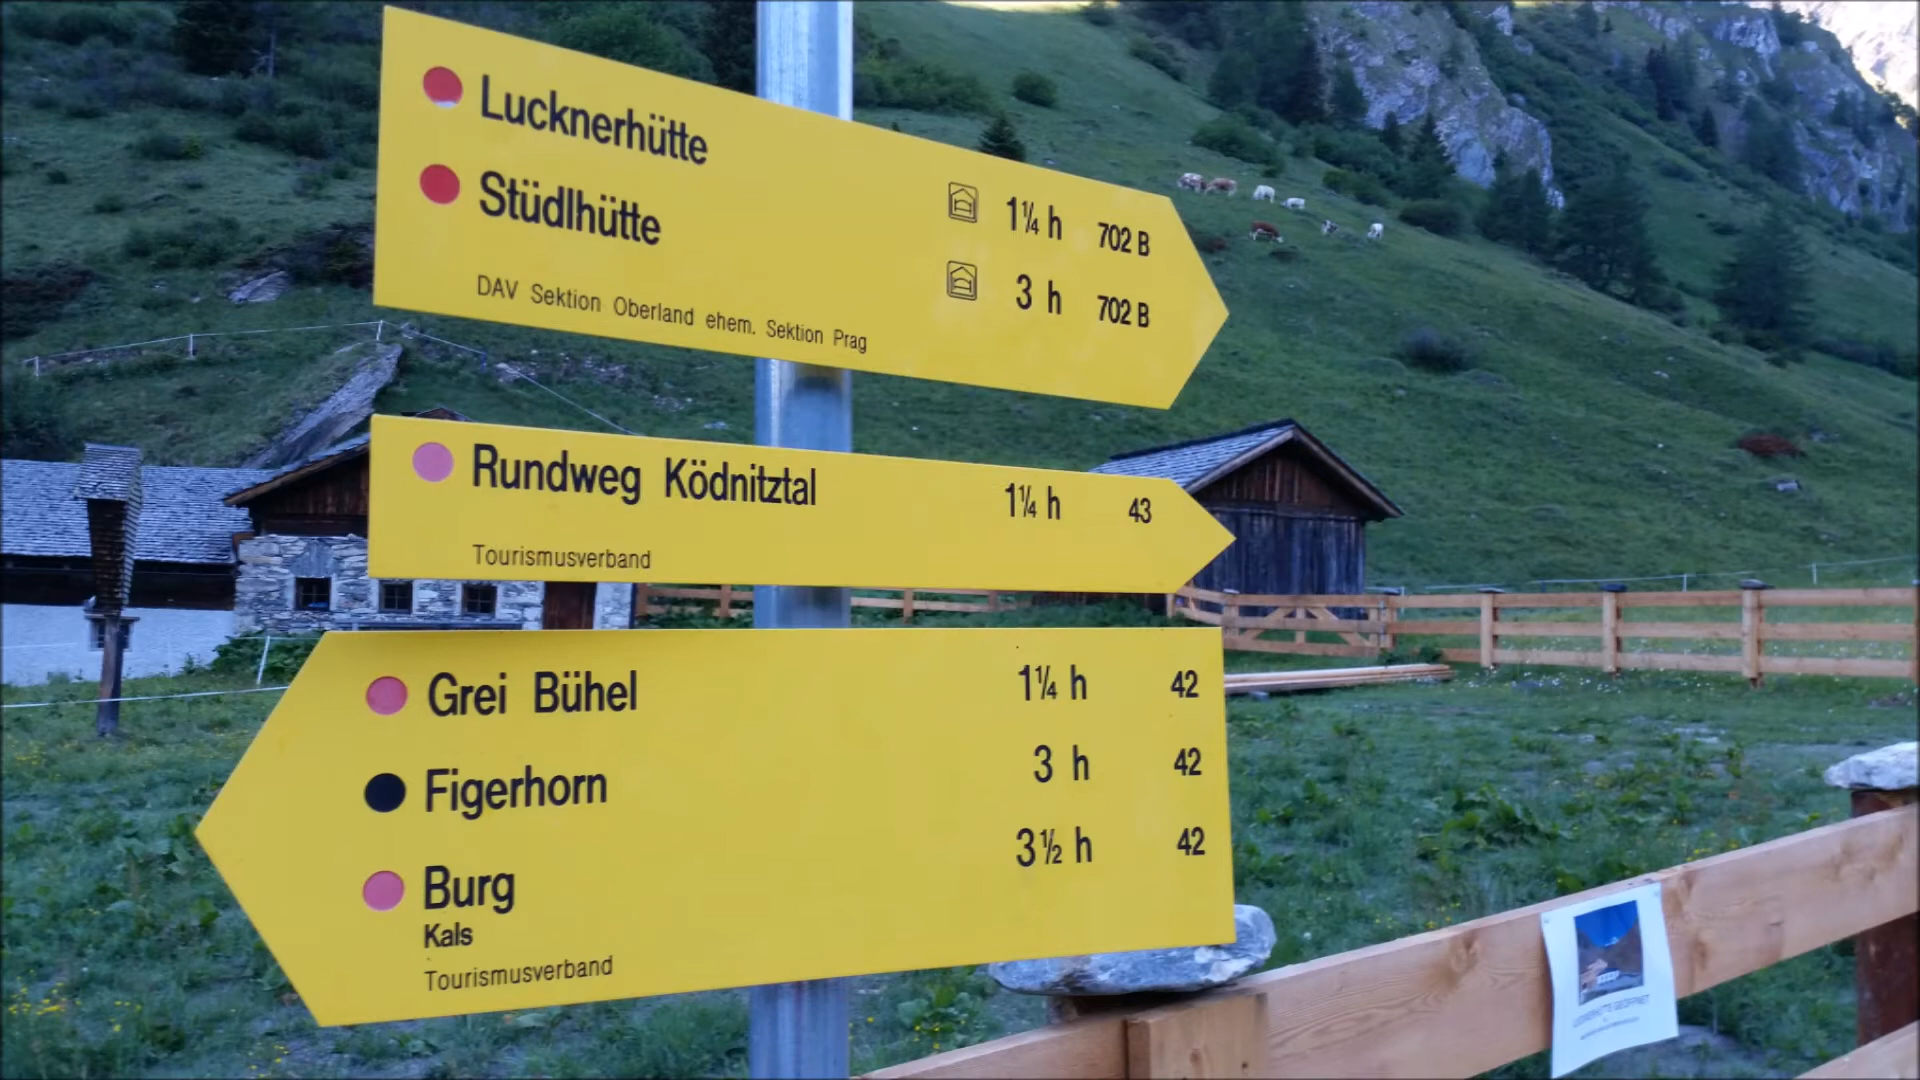 Lucknerhütte 1¼ h 702 B
Stüdlhütte 3 h 702 B
DAV Sektion Oberland ehem. Sektion Prag
Rundweg Ködnitztal 1¼ h 43
Tourismusverband
Grei Bühel 1¼ h 42
Figerhorn 3 h 42
Burg 3½ h 42
Kals
Tourismusverband